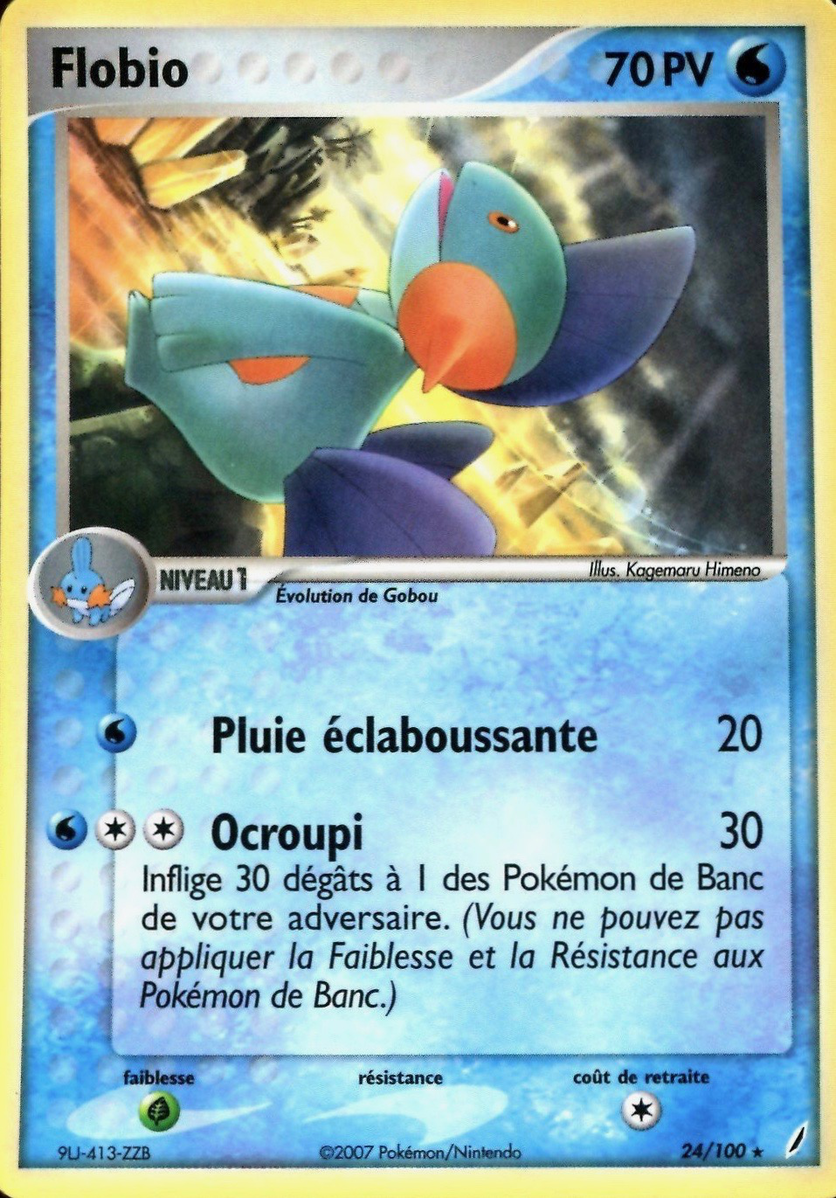 Flobio
70 PV
Illus. Kagemaru Himeno
NIVEAU 1
Évolution de Gobou
Pluie éclaboussante 20
Ocroupi 30
Inflige 30 dégâts à 1 des Pokémon de Banc
de votre adversaire. (Vous ne pouvez pas
appliquer la Faiblesse et la Résistance aux
Pokémon de Banc.)
faiblesse résistance coût de retraite
9U-413-ZZB ©2007 Pokémon/Nintendo 24/100 ★